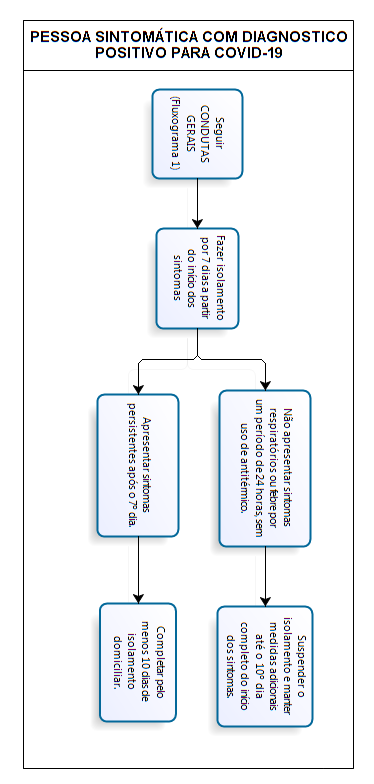 PESSOA SINTOMÁTICA COM DIAGNOSTICO
POSITIVO PARA COVID-19
Seguir
CONDUTAS
GERAIS
(Fluxograma 1)
Fazer isolamento
por 7 dias a partir
do início dos
sintomas
Não apresentar sintomas
respiratórios ou febre por
um período de 24 horas, sem
uso de antitérmico.
Apresentar sintomas
persistentes após o 7º dia.
Suspender o
isolamento e manter
medidas adicionais
até o 10º dia
completo do início
dos sintomas.
Completar pelo
menos 10 dias de
isolamento
domiciliar.